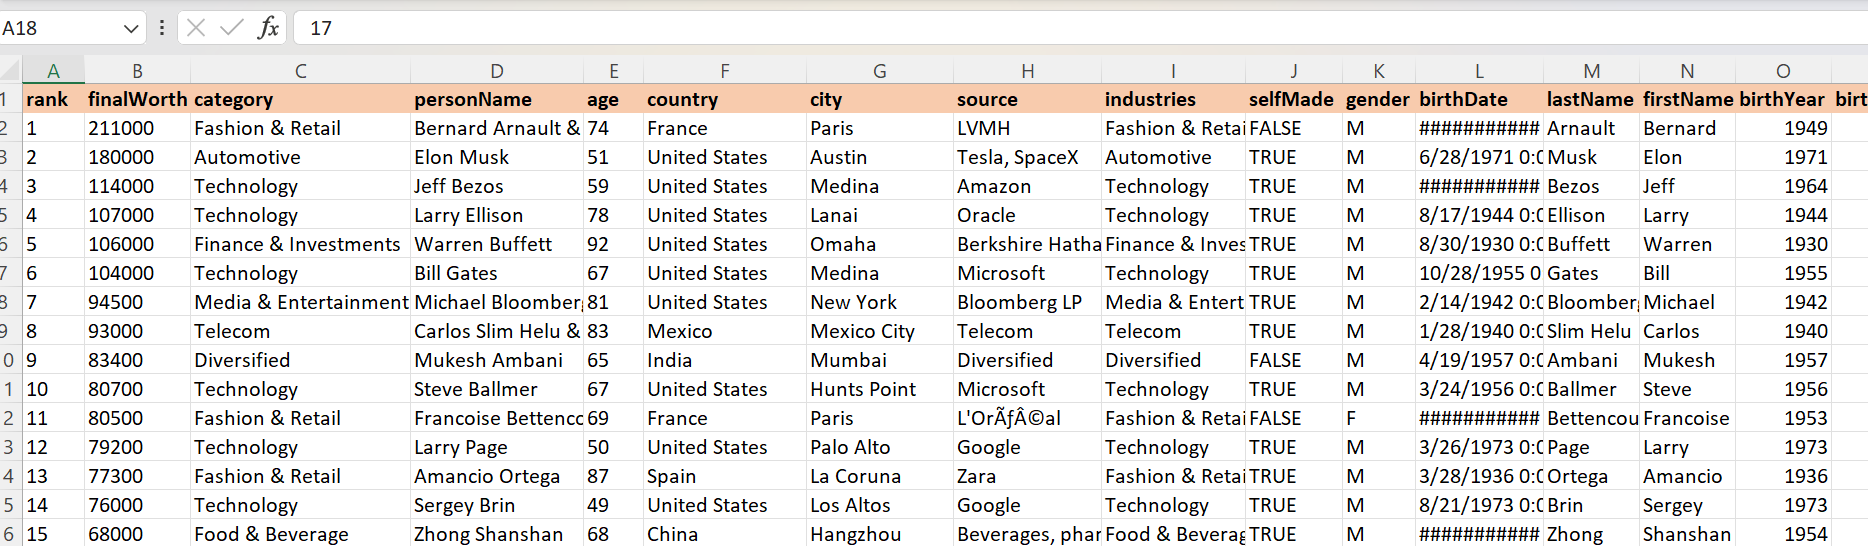 A18 fx 17
A B C D E F G H I J K L M N O
1 rank finalWorth category personName age country city source industries selfMade gender birthDate lastName firstName birthYear birt
2 1 211000 Fashion & Retail Bernard Arnault & 74 France Paris LVMH Fashion & Retai FALSE M ########### Arnault Bernard 1949
3 2 180000 Automotive Elon Musk 51 United States Austin Tesla, SpaceX Automotive TRUE M 6/28/1971 0:0 Musk Elon 1971
4 3 114000 Technology Jeff Bezos 59 United States Medina Amazon Technology TRUE M ########### Bezos Jeff 1964
5 4 107000 Technology Larry Ellison 78 United States Lanai Oracle Technology TRUE M 8/17/1944 0:0 Ellison Larry 1944
6 5 106000 Finance & Investments Warren Buffett 92 United States Omaha Berkshire Hatha Finance & Inves TRUE M 8/30/1930 0:0 Buffett Warren 1930
7 6 104000 Technology Bill Gates 67 United States Medina Microsoft Technology TRUE M 10/28/1955 0 Gates Bill 1955
8 7 94500 Media & Entertainment Michael Bloomber 81 United States New York Bloomberg LP Media & Entert TRUE M 2/14/1942 0:0 Bloomber Michael 1942
9 8 93000 Telecom Carlos Slim Helu & 83 Mexico Mexico City Telecom Telecom TRUE M 1/28/1940 0:0 Slim Helu Carlos 1940
0 9 83400 Diversified Mukesh Ambani 65 India Mumbai Diversified Diversified FALSE M 4/19/1957 0:0 Ambani Mukesh 1957
1 10 80700 Technology Steve Ballmer 67 United States Hunts Point Microsoft Technology TRUE M 3/24/1956 0:0 Ballmer Steve 1956
2 11 80500 Fashion & Retail Francoise Bettenco 69 France Paris L'OrÃƒÂ©al Fashion & Retai FALSE F ########### Bettencou Francoise 1953
3 12 79200 Technology Larry Page 50 United States Palo Alto Google Technology TRUE M 3/26/1973 0:0 Page Larry 1973
4 13 77300 Fashion & Retail Amancio Ortega 87 Spain La Coruna Zara Fashion & Retai TRUE M 3/28/1936 0:0 Ortega Amancio 1936
5 14 76000 Technology Sergey Brin 49 United States Los Altos Google Technology TRUE M 8/21/1973 0:0 Brin Sergey 1973
6 15 68000 Food & Beverage Zhong Shanshan 68 China Hangzhou Beverages, phar Food & Beverag TRUE M ########### Zhong Shanshan 1954